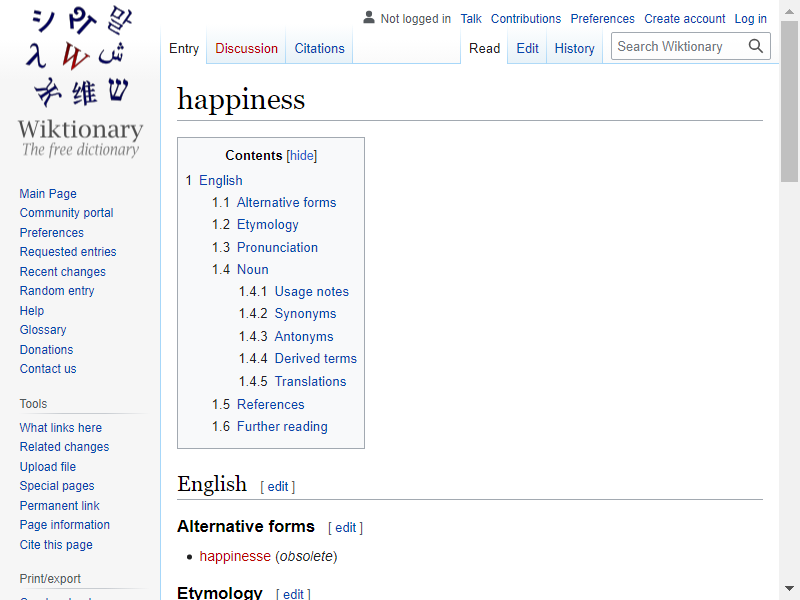 Not logged in Talk Contributions Preferences Create account Log in
Entry Discussion Citations Read Edit History Search Wiktionary
シ 말
λ W ش
维 ש
Wiktionary
The free dictionary
Main Page
Community portal
Preferences
Requested entries
Recent changes
Random entry
Help
Glossary
Donations
Contact us
Tools
What links here
Related changes
Upload file
Special pages
Permanent link
Page information
Cite this page
Print/export
happiness
Contents [hide]
1 English
1.1 Alternative forms
1.2 Etymology
1.3 Pronunciation
1.4 Noun
1.4.1 Usage notes
1.4.2 Synonyms
1.4.3 Antonyms
1.4.4 Derived terms
1.4.5 Translations
1.5 References
1.6 Further reading
English [ edit ]
Alternative forms [ edit ]
• happinesse (obsolete)
Etymology [ edit ]